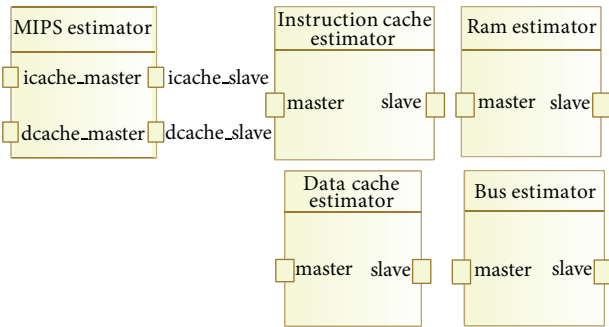 MIPS estimator
icache_master
icache_slave
dcache_master
dcache_slave
Instruction cache
estimator
master slave
Ram estimator
master slave
Data cache
estimator
master slave
Bus estimator
master slave